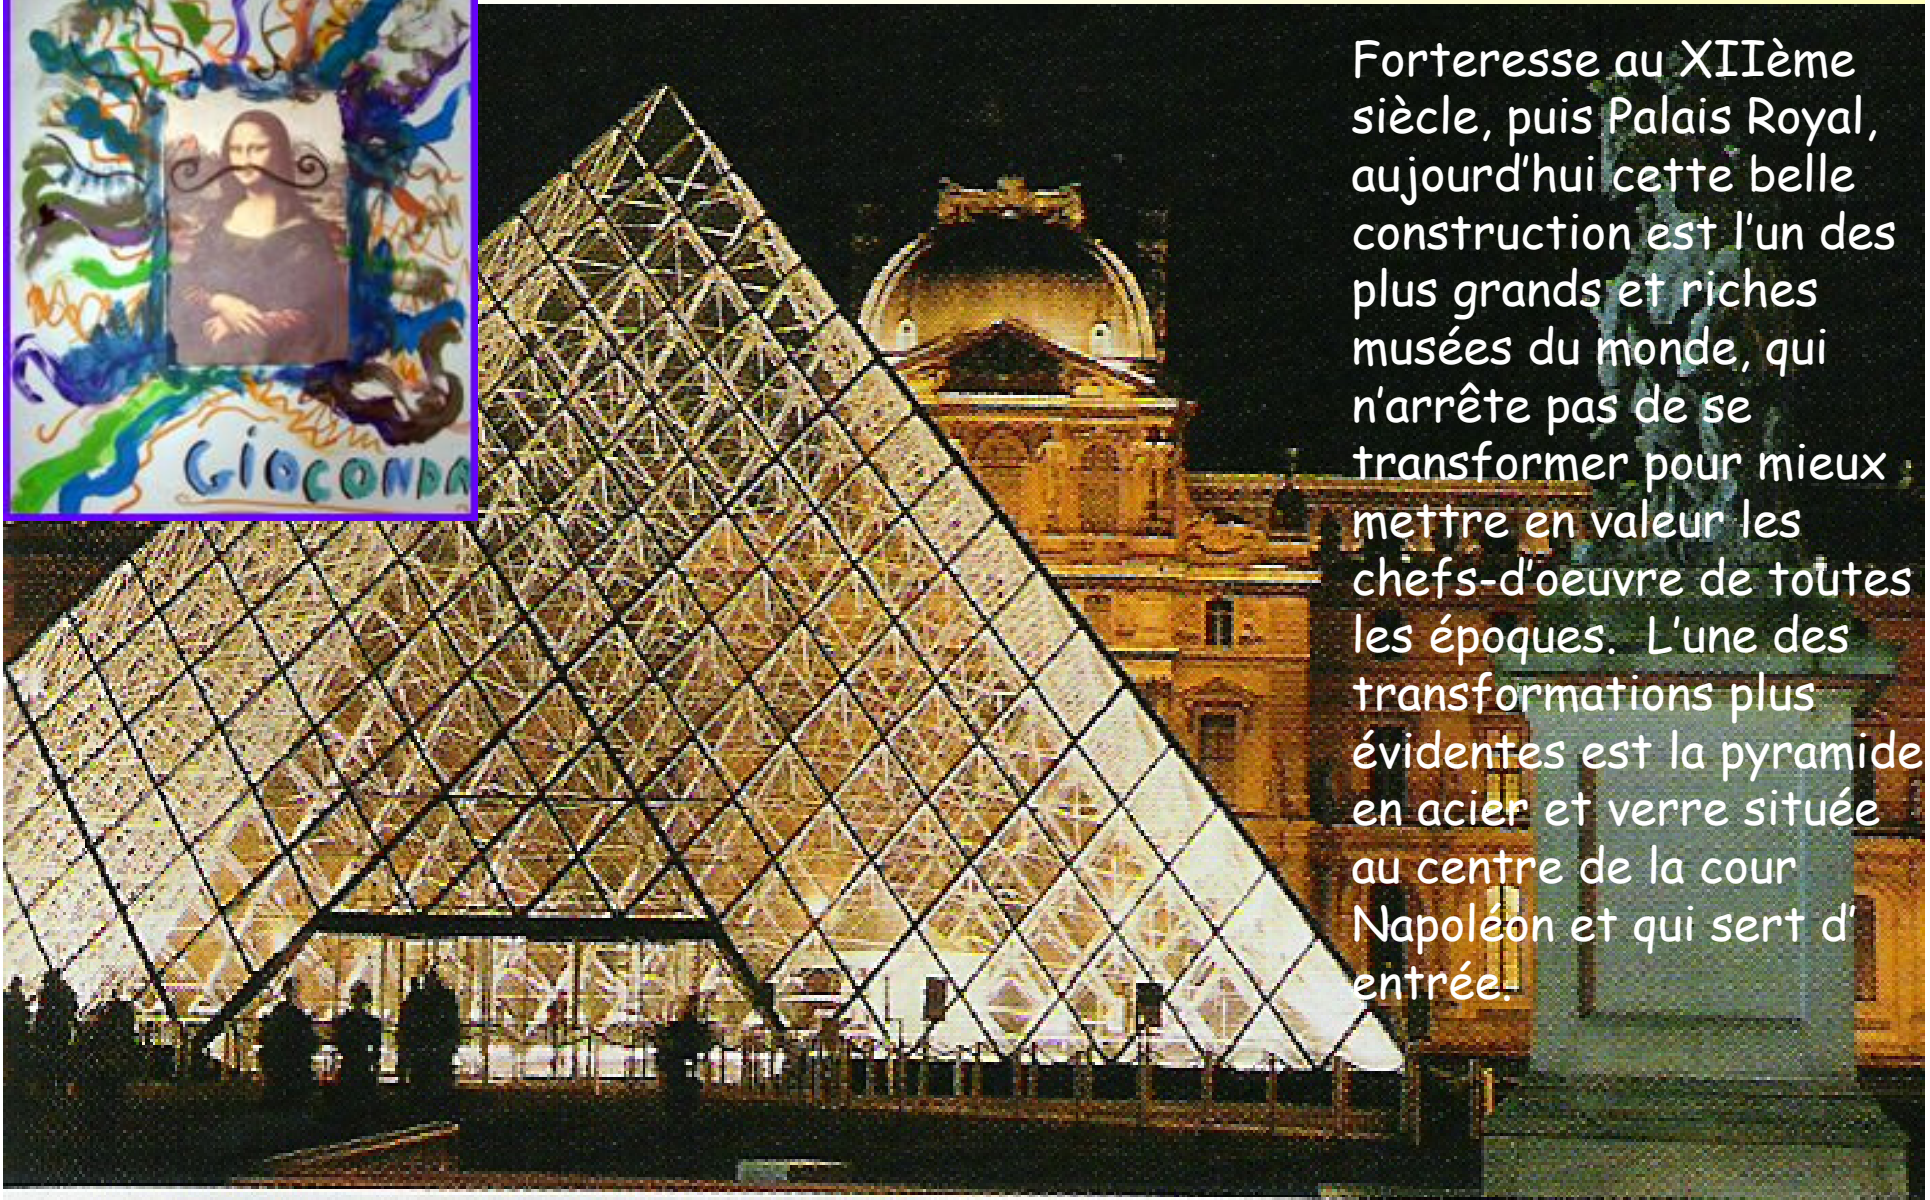 GIOCONDA
Forteresse au XIIème
siècle, puis Palais Royal,
aujourd'hui cette belle
construction est l'un des
plus grands et riches
musées du monde, qui
n'arrête pas de se
transformer pour mieux
mettre en valeur les
chefs-d'oeuvre de toutes
les époques.  L'une des
transformations plus
évidentes est la pyramide
en acier et verre située
au centre de la cour
Napoléon et qui sert d'
entrée.